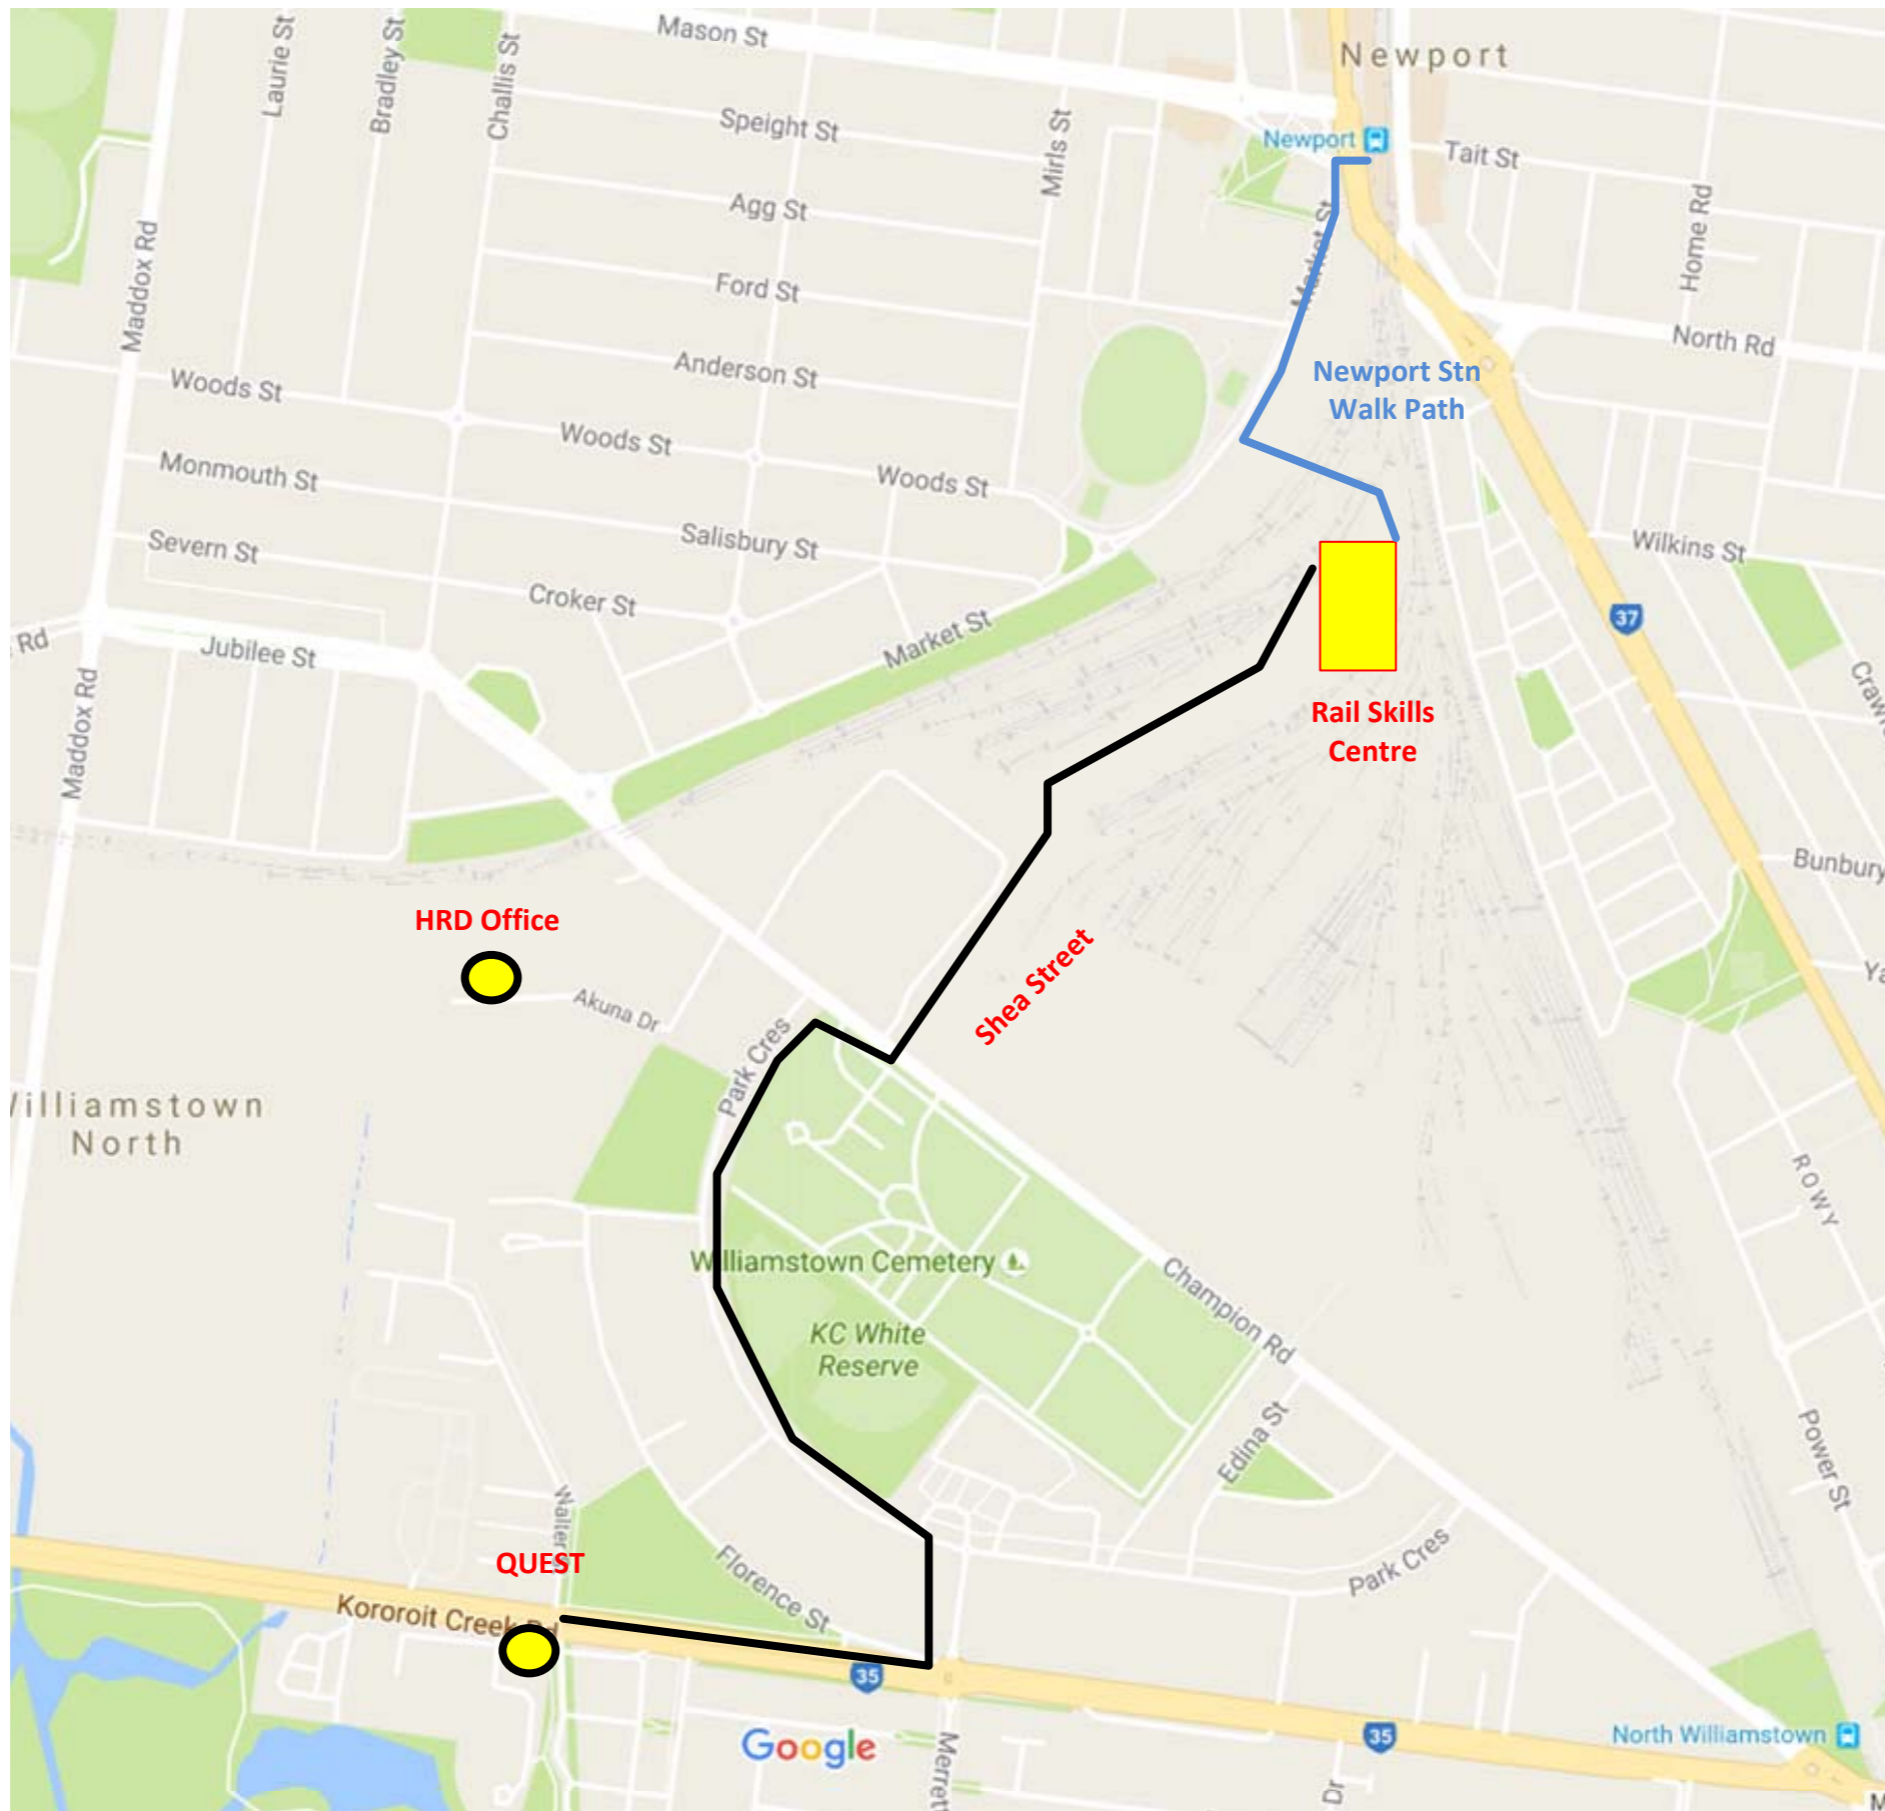 Mason St
Newport
Laurie St
Bradley St
Challis St
Speight St
Mirls St
Newport
Tait St
Agg St
Home Rd
Maddox Rd
Market St
Ford St
North Rd
Anderson St
Newport Stn
Walk Path
Woods St
Woods St
Woods St
Monmouth St
Salisbury St
Severn St
Wilkins St
Croker St
37
Rd
Jubilee St
Market St
Maddox Rd
Rail Skills
Centre
Bunbury
HRD Office
Shea Street
Akuna Dr
Park Cres
Williamstown
North
ROWY
Williamstown Cemetery
Champion Rd
KC White
Reserve
Edina St
Power St
Walter
QUEST
Florence St
Park Cres
Kororoit Creek Rd
35
Google
Merrett
35
North Williamstown
Dr
M